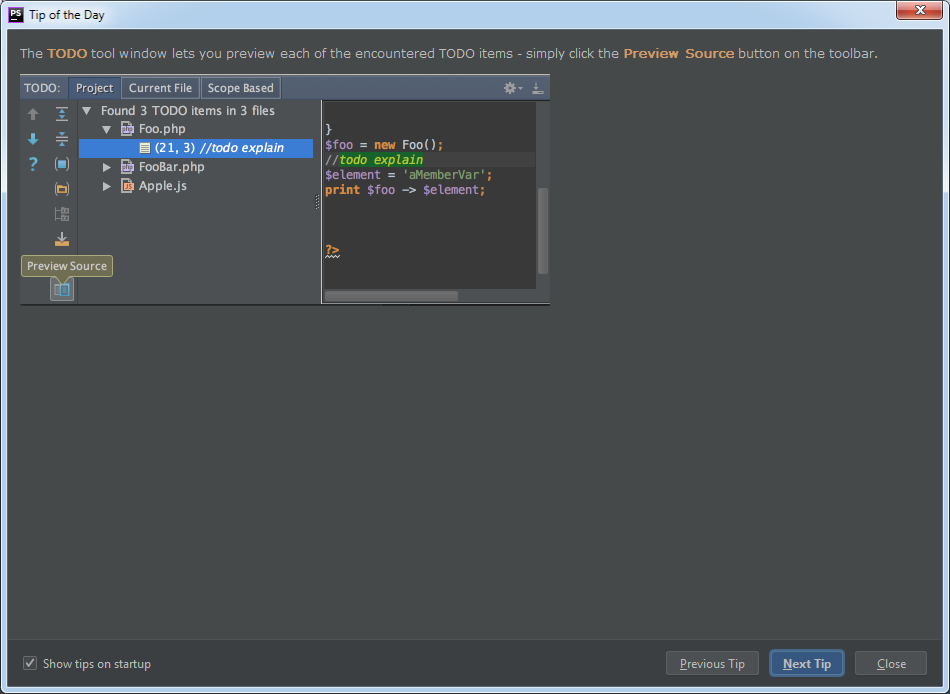 PS
Tip of the Day
The TODO tool window lets you preview each of the encountered TODO items - simply click the Preview Source button on the toolbar.
TODO: Project Current File Scope Based
Found 3 TODO items in 3 files
Foo.php
(21, 3) //todo explain
FooBar.php
Apple.js
}
$foo = new Foo();
//todo explain
$element = 'aMemberVar';
print $foo -> $element;
?>
Preview Source
Show tips on startup
Previous Tip
Next Tip
Close